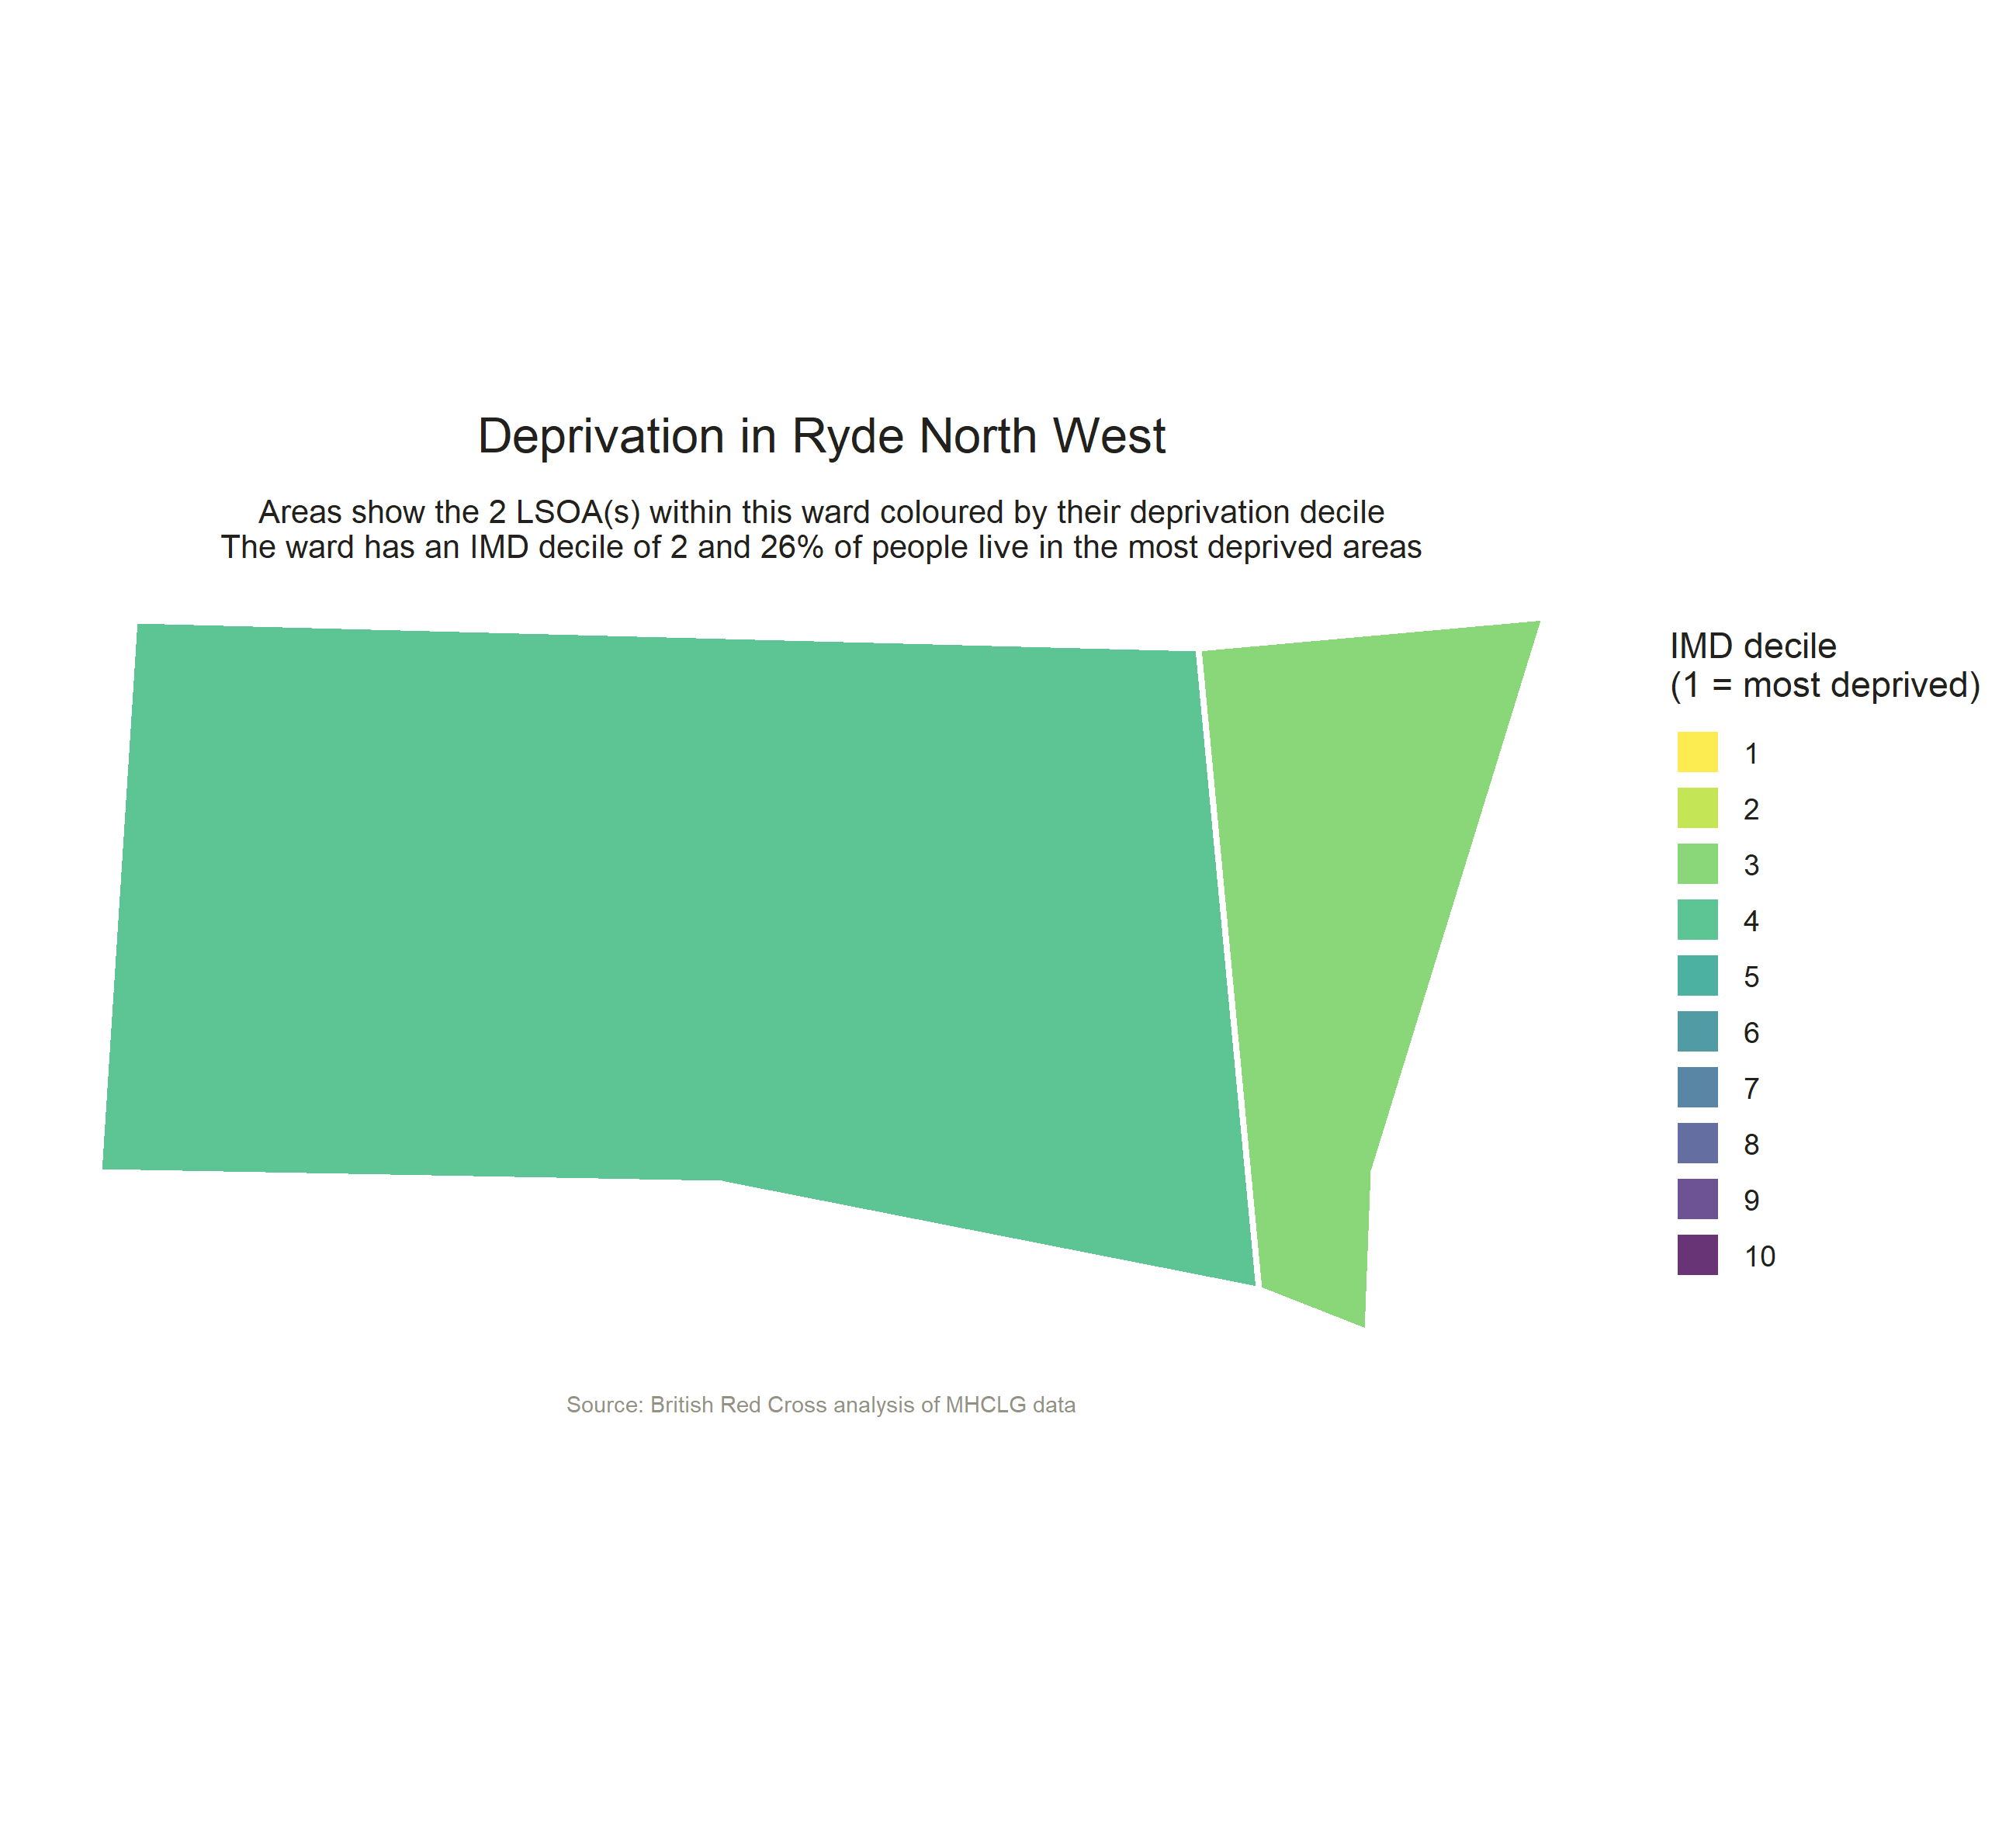 Deprivation in Ryde North West
Areas show the 2 LSOA(s) within this ward coloured by their deprivation decile
The ward has an IMD decile of 2 and 26% of people live in the most deprived areas
IMD decile
(1 = most deprived)
1
2
3
4
5
6
7
8
9
10
Source: British Red Cross analysis of MHCLG data